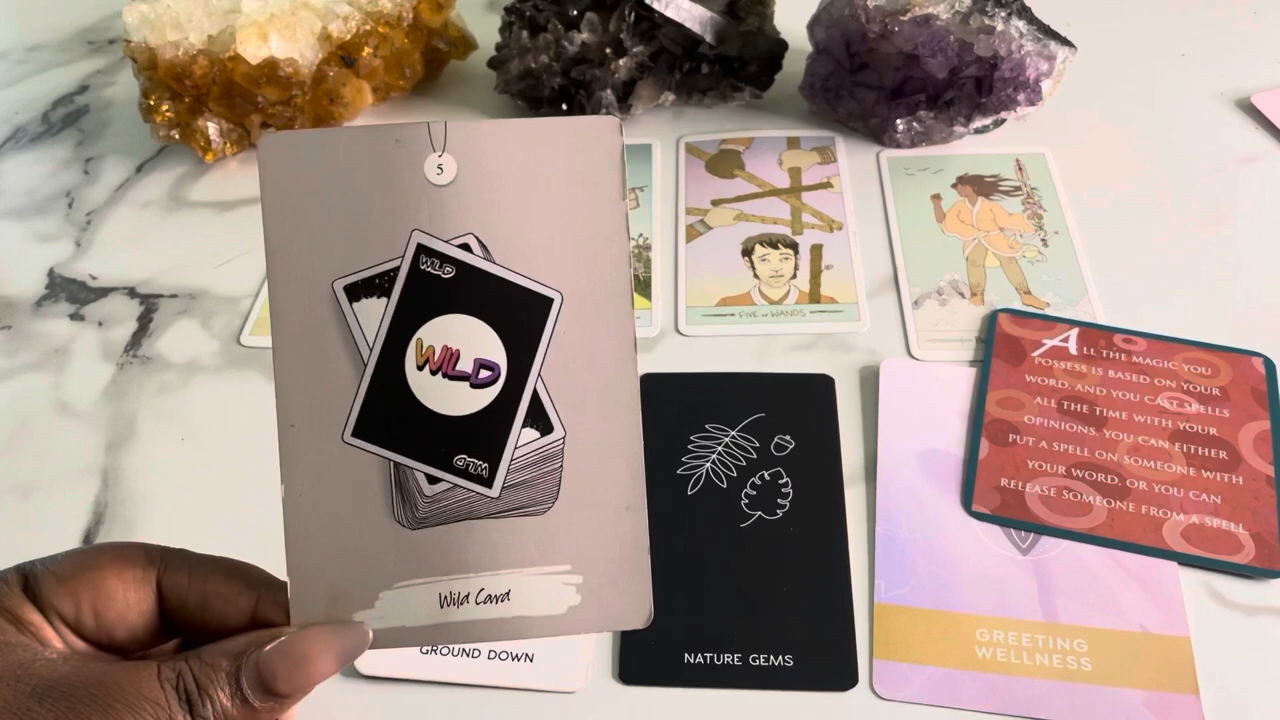 5
WILD
WILD
WILD
Wild Card
FIVE OF WANDS
GROUND DOWN
NATURE GEMS
GREETING
WELLNESS
ALL THE MAGIC YOU
POSSESS IS BASED ON YOUR
WORD, AND YOU CAST SPELLS
ALL THE TIME WITH YOUR
OPINIONS. YOU CAN EITHER
PUT A SPELL ON SOMEONE WITH
YOUR WORD, OR YOU CAN
RELEASE SOMEONE FROM A SPELL.